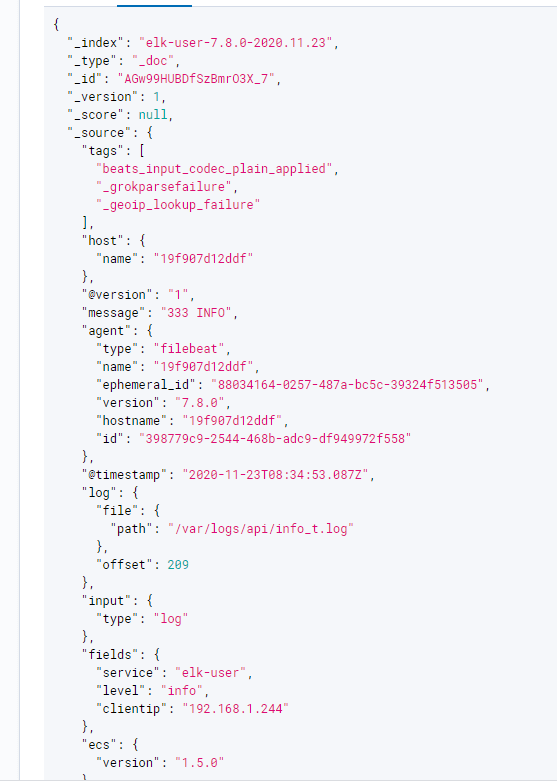 {
"_index": "elk-user-7.8.0-2020.11.23",
"_type": "_doc",
"_id": "AGw99HUBDfSzBmrO3X_7",
"_version": 1,
"_score": null,
"_source": {
"tags": [
"beats_input_codec_plain_applied",
"_grokparsefailure",
"_geoip_lookup_failure"
],
"host": {
"name": "19f907d12ddf"
},
"@version": "1",
"message": "333 INFO",
"agent": {
"type": "filebeat",
"name": "19f907d12ddf",
"ephemeral_id": "88034164-0257-487a-bc5c-39324f513505",
"version": "7.8.0",
"hostname": "19f907d12ddf",
"id": "398779c9-2544-468b-adc9-df949972f558"
},
"@timestamp": "2020-11-23T08:34:53.087Z",
"log": {
"file": {
"path": "/var/logs/api/info_t.log"
},
"offset": 209
},
"input": {
"type": "log"
},
"fields": {
"service": "elk-user",
"level": "info",
"clientip": "192.168.1.244"
},
"ecs": {
"version": "1.5.0"
}